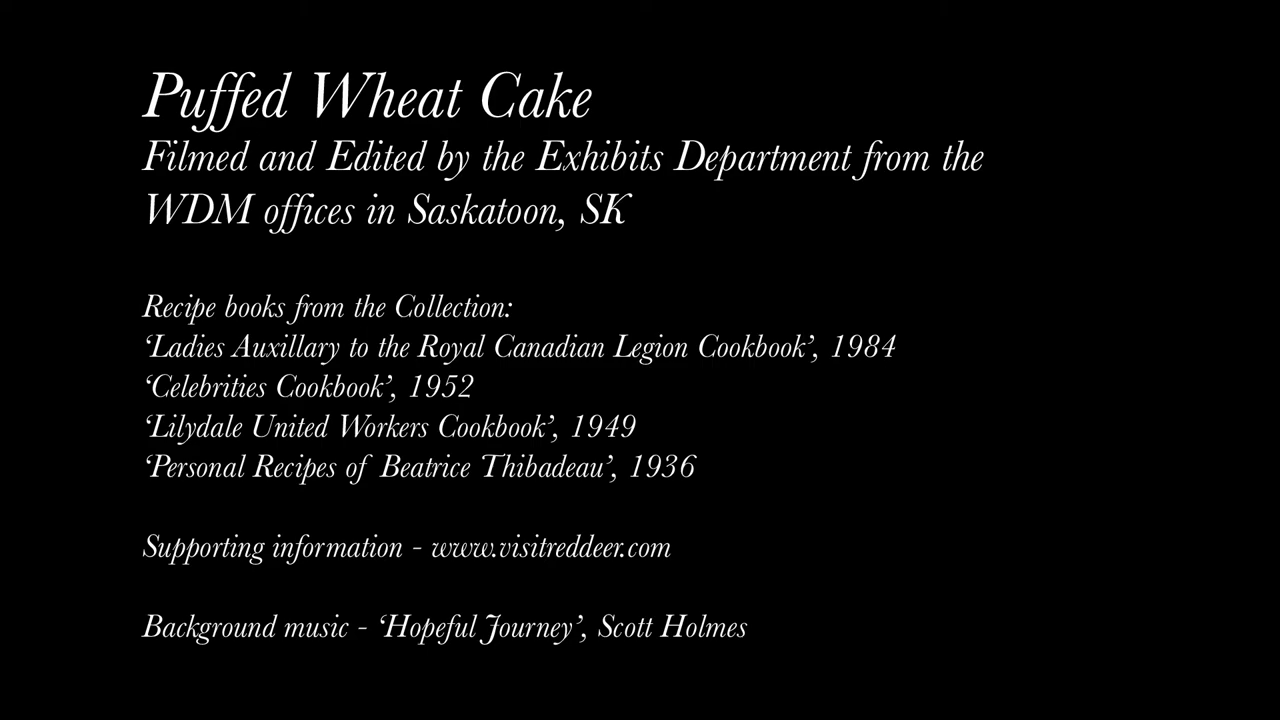 Puffed Wheat Cake
Filmed and Edited by the Exhibits Department from the
WDM offices in Saskatoon, SK
Recipe books from the Collection:
‘Ladies Auxillary to the Royal Canadian Legion Cookbook’, 1984
‘Celebrities Cookbook’, 1952
‘Lilydale United Workers Cookbook’, 1949
‘Personal Recipes of Beatrice Thibadeau’, 1936
Supporting information - www.visitreddeer.com
Background music - ‘Hopeful Journey’, Scott Holmes